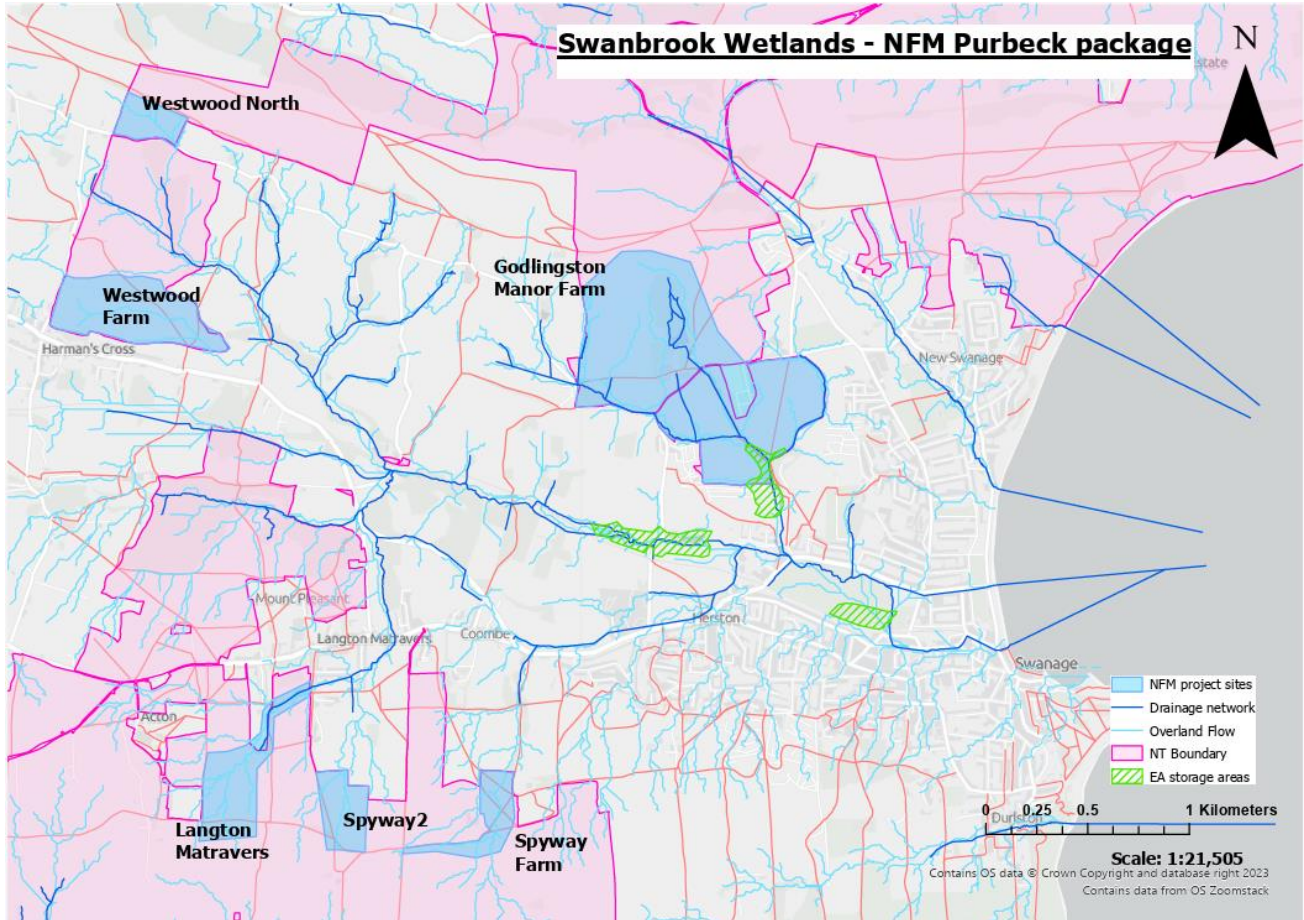 Swanbrook Wetlands - NFM Purbeck package
N
state
Westwood North
Godlingston
Manor Farm
Westwood
Farm
Harman's Cross
New Swanage
Mount Pleasant
Langton Matravers
Coombe
Herston
Swanage
Acton
NFM project sites
Drainage network
Overland Flow
NT Boundary
EA storage areas
Langton
Matravers
Spyway2
Spyway
Farm
0 0.25 0.5 1 Kilometers
Durlston
Scale: 1:21,505
Contains OS data © Crown Copyright and database right 2023
Contains data from OS Zoomstack